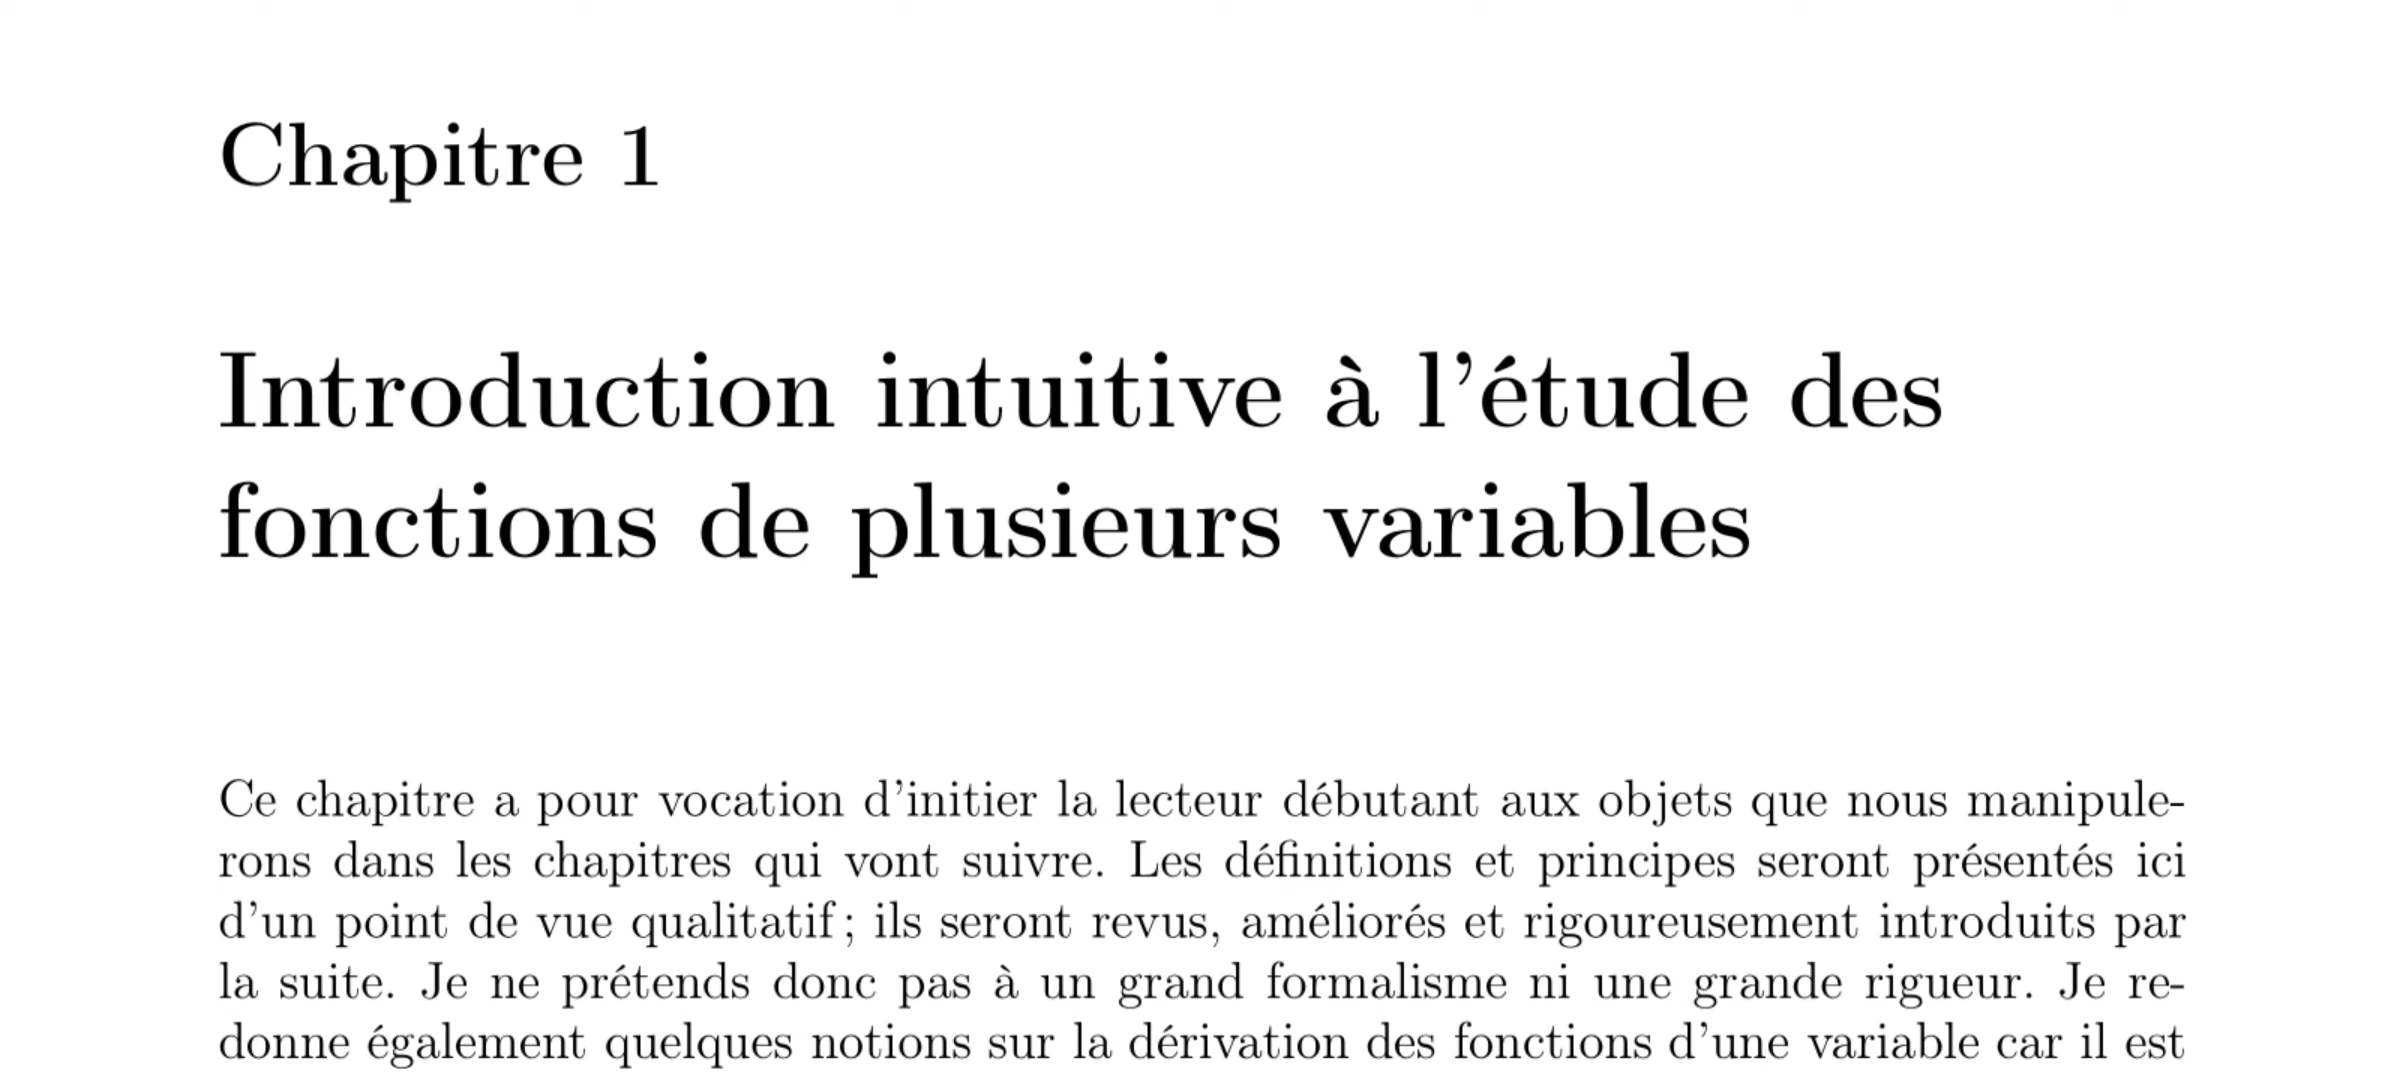 Chapitre 1
Introduction intuitive à l'étude des
fonctions de plusieurs variables
Ce chapitre a pour vocation d'initier la lecteur débutant aux objets que nous manipule-
rons dans les chapitres qui vont suivre. Les définitions et principes seront présentés ici
d'un point de vue qualitatif ; ils seront revus, améliorés et rigoureusement introduits par
la suite. Je ne prétends donc pas à un grand formalisme ni une grande rigueur. Je re-
donne également quelques notions sur la dérivation des fonctions d'une variable car il est